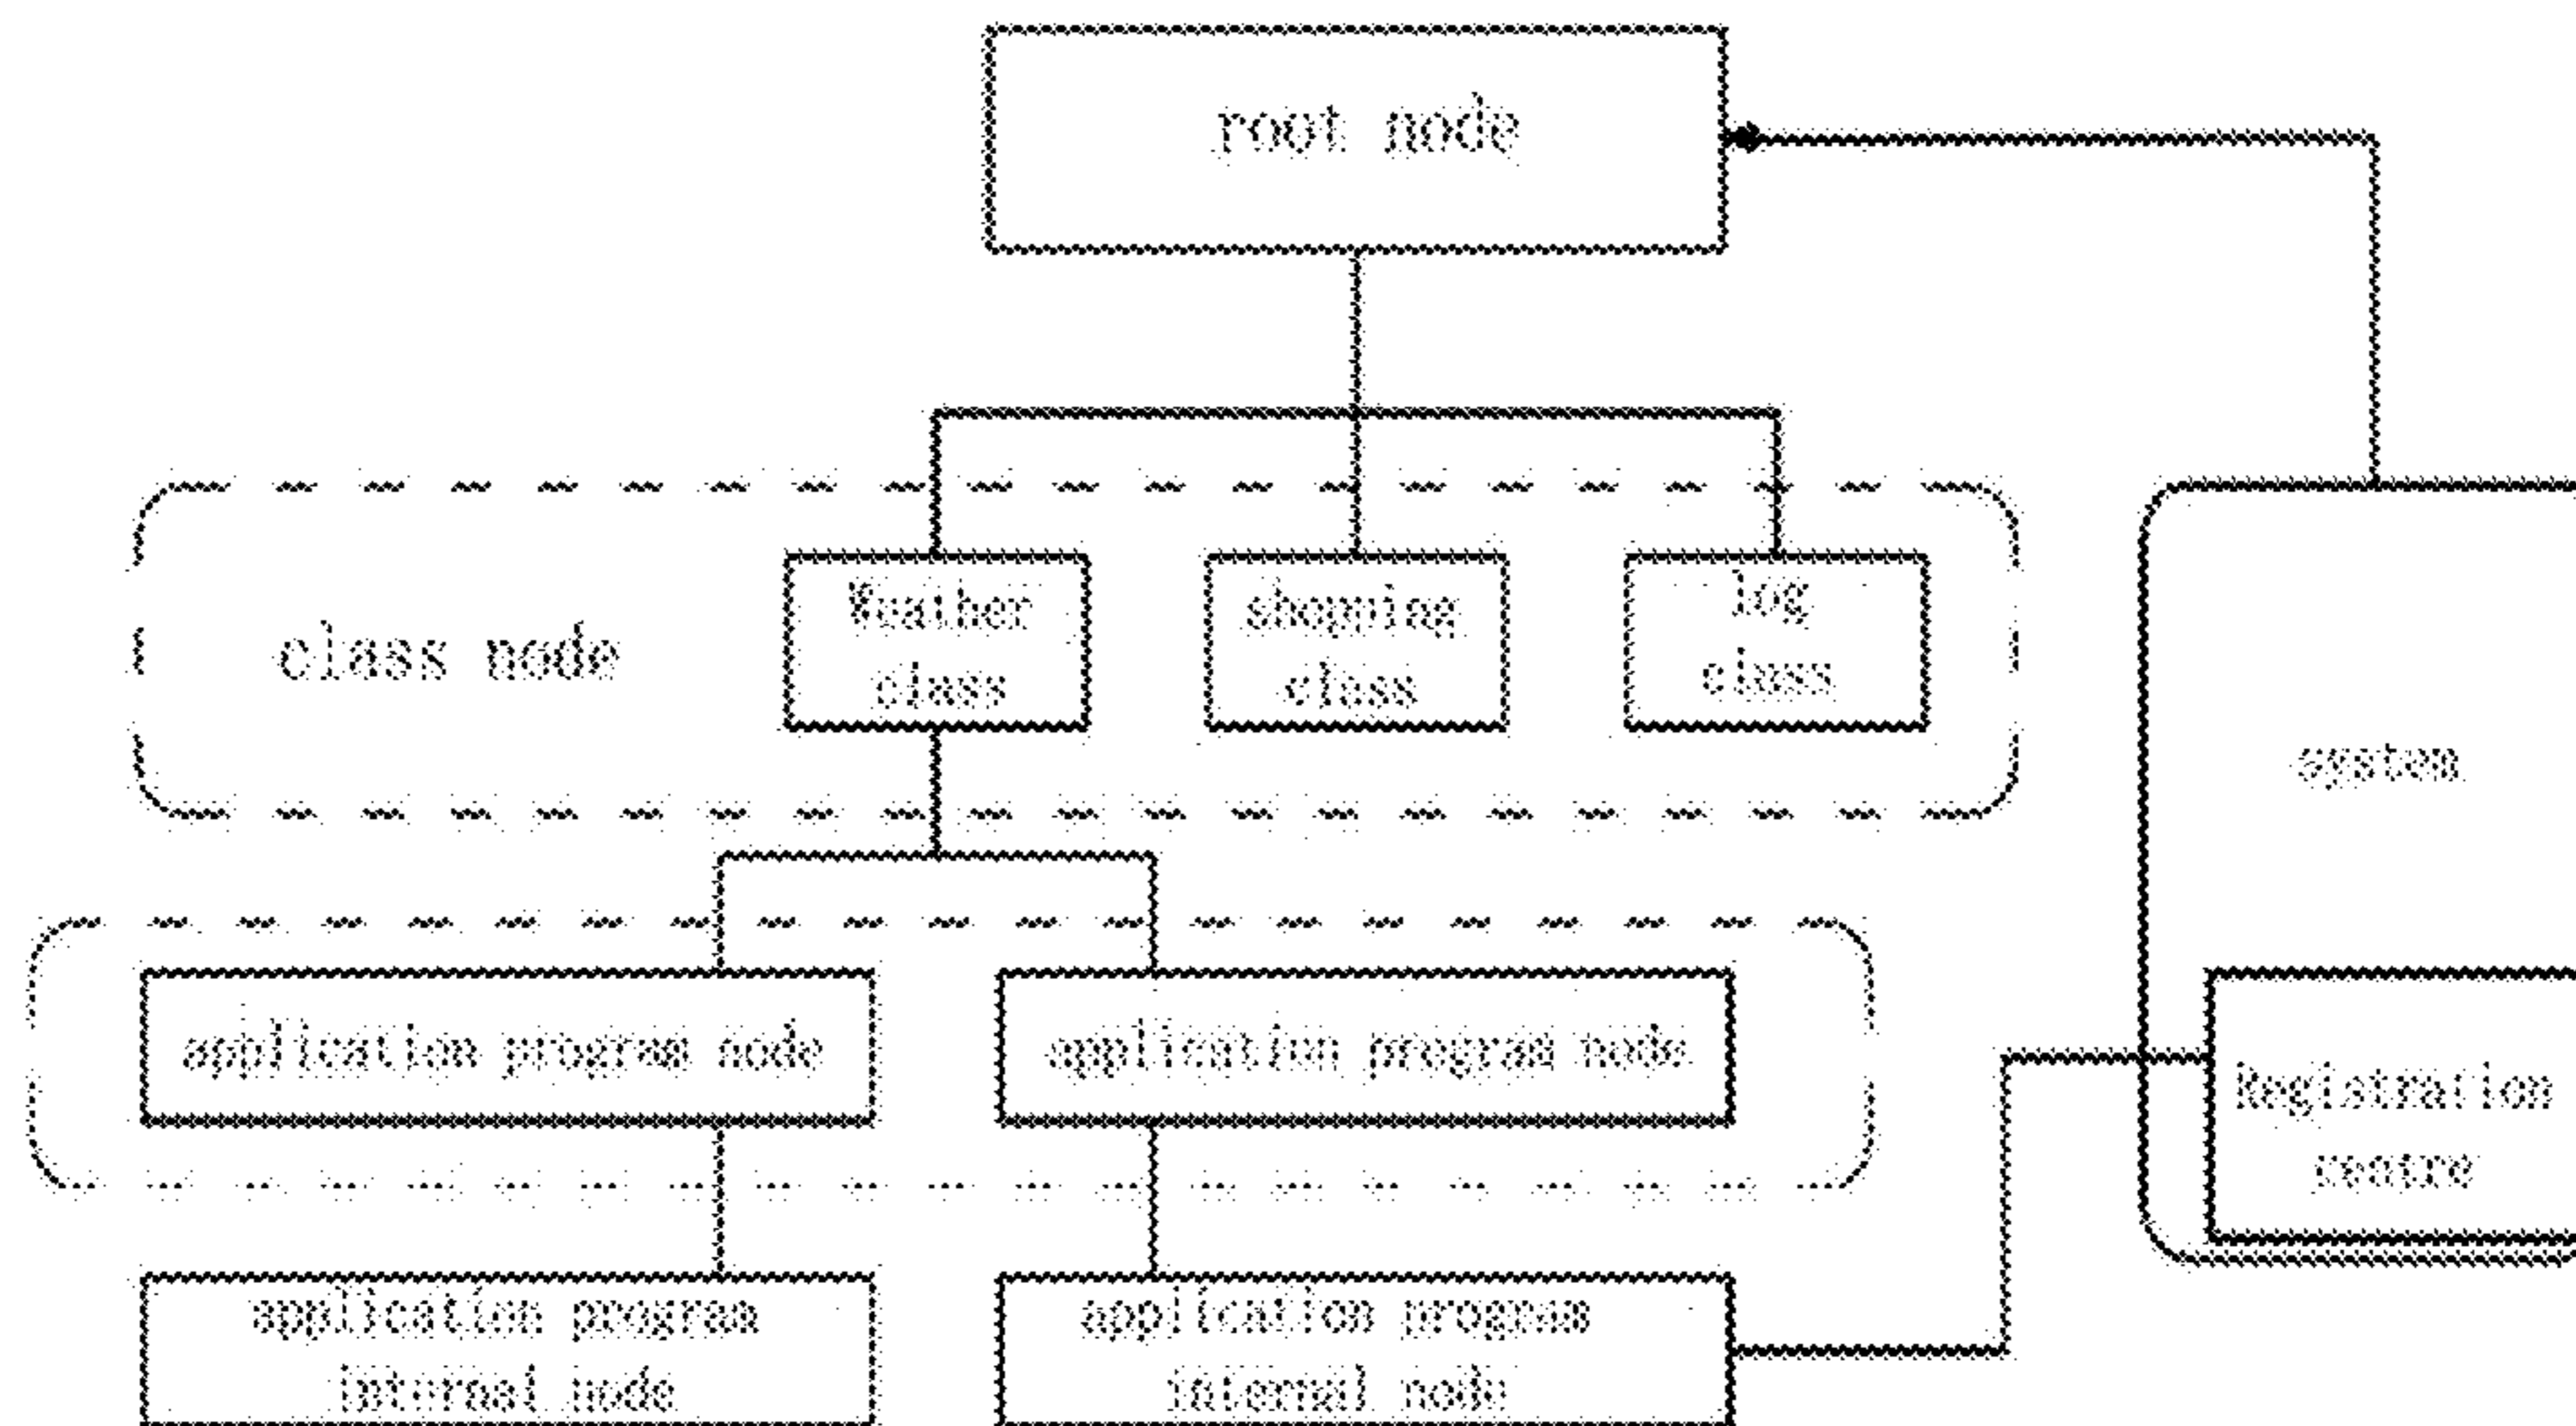 root node
class node
Weather
class
shopping
class
log
class
system
application program node
application program node
Registration
centre
application program
internal node
application program
internal node